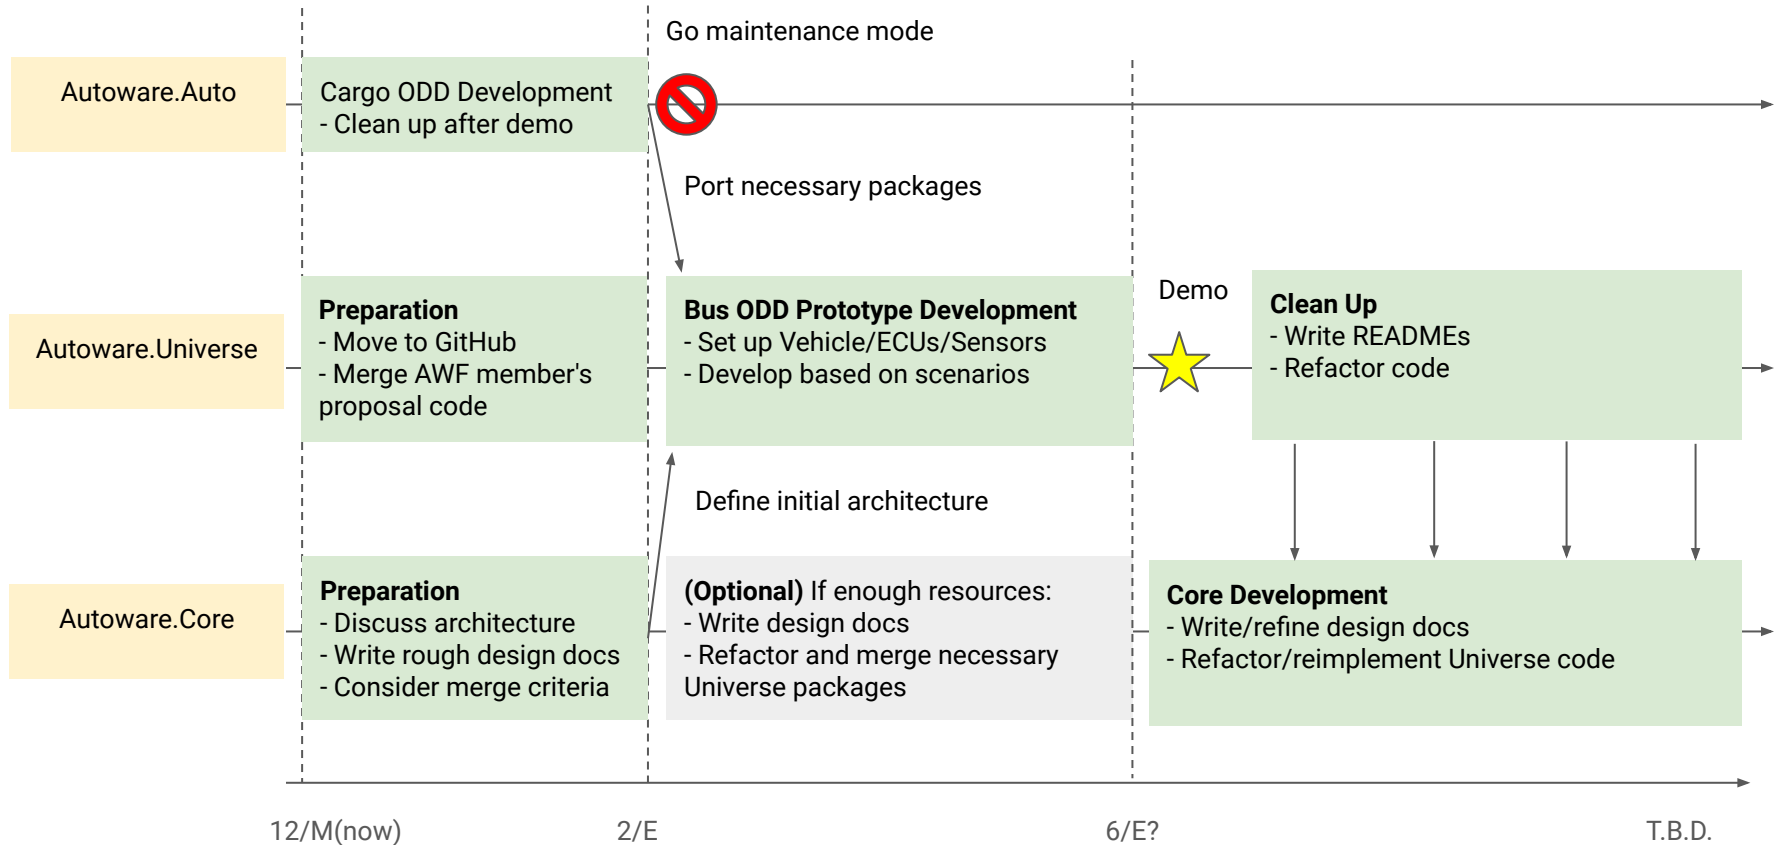 Go maintenance mode
Autoware.Auto
Cargo ODD Development
- Clean up after demo
Port necessary packages
Autoware.Universe
Preparation
- Move to GitHub
- Merge AWF member's
proposal code
Bus ODD Prototype Development
- Set up Vehicle/ECUs/Sensors
- Develop based on scenarios
Demo
Clean Up
- Write READMEs
- Refactor code
Define initial architecture
Autoware.Core
Preparation
- Discuss architecture
- Write rough design docs
- Consider merge criteria
(Optional) If enough resources:
- Write design docs
- Refactor and merge necessary
Universe packages
Core Development
- Write/refine design docs
- Refactor/reimplement Universe code
12/M(now)
2/E
6/E?
T.B.D.